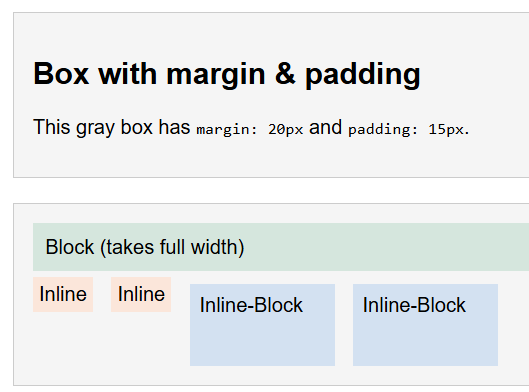 Box with margin & padding
This gray box has margin: 20px and padding: 15px.
Block (takes full width)
Inline Inline Inline-Block Inline-Block